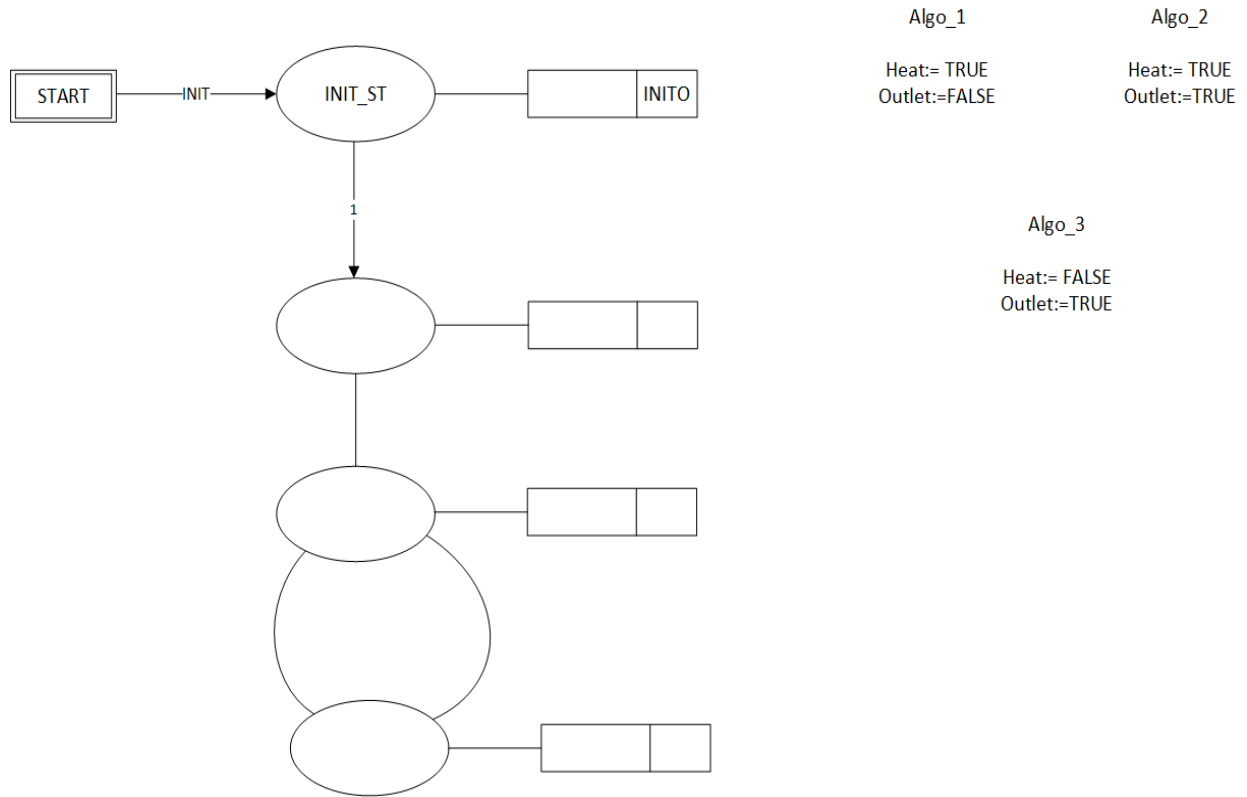 Algo_1
Heat:= TRUE
Outlet:=FALSE
Algo_2
Heat:= TRUE
Outlet:=TRUE
START
INIT
INIT_ST
INITO
1
Algo_3
Heat:= FALSE
Outlet:=TRUE